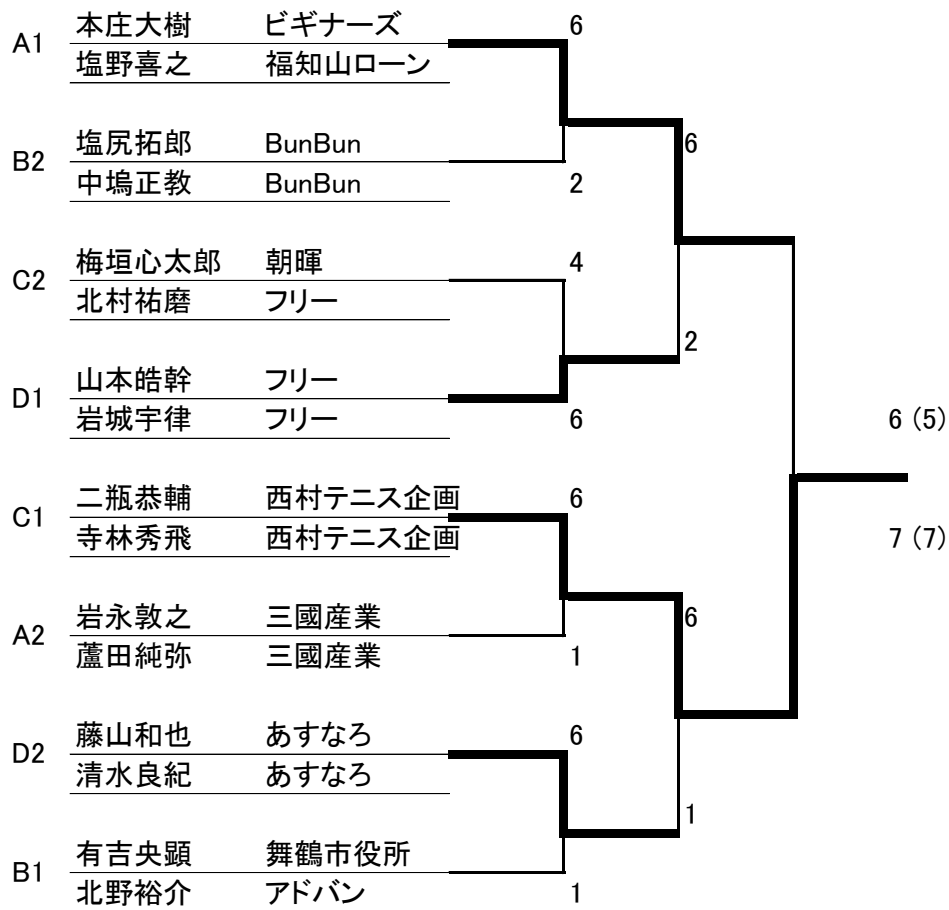 本庄大樹 ビギナーズ 6
A1
塩野喜之 福知山ローン
塩尻拓郎 BunBun 6
B2
中塢正教 BunBun 2
梅垣心太郎 朝暉 4
C2
北村祐磨 フリー
2
山本皓幹 フリー
D1
岩城宇律 フリー 6 6 (5)
二瓶恭輔 西村テニス企画 6
C1
寺林秀飛 西村テニス企画 7 (7)
岩永敦之 三國産業 6
A2
蘆田純弥 三國産業 1
藤山和也 あすなろ 6
D2
清水良紀 あすなろ
1
有吉央顕 舞鶴市役所
B1
北野裕介 アドバン 1